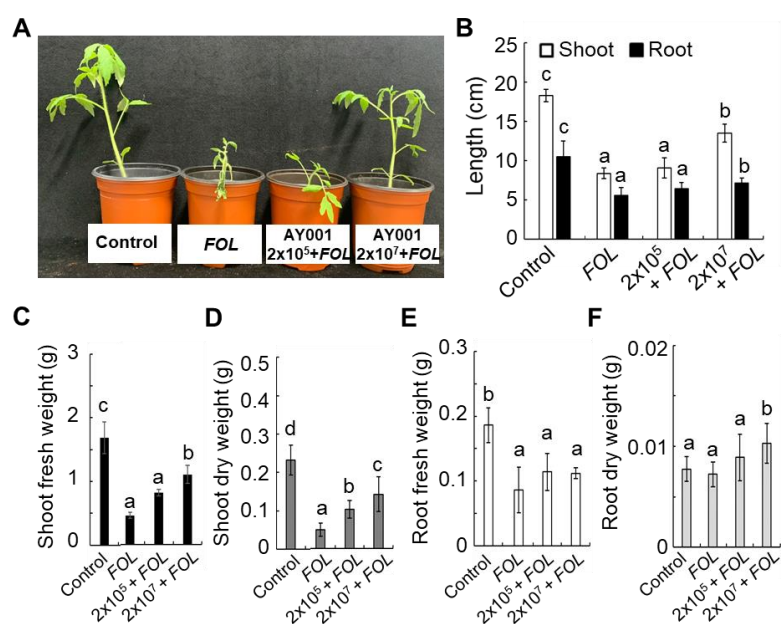 A
Control
FOL
AY001
2x10⁵+FOL
AY001
2x10⁷+FOL
B
Length (cm)
25
20
15
10
5
0
Shoot
Root
c
c
a
a
a
a
b
b
Control
FOL
2x10⁵
+ FOL
2x10⁷
+ FOL
C
Shoot fresh weight (g)
3
2
1
0
c
a
a
b
Control
FOL
2x10⁵ + FOL
2x10⁷ + FOL
D
Shoot dry weight (g)
0.5
0.4
0.3
0.2
0.1
0
d
a
b
c
Control
FOL
2x10⁵ + FOL
2x10⁷ + FOL
E
Root fresh weight (g)
0.3
0.2
0.1
0
b
a
a
a
Control
FOL
2x10⁵ + FOL
2x10⁷ + FOL
F
Root dry weight (g)
0.02
0.01
0
a
a
a
b
Control
FOL
2x10⁵ + FOL
2x10⁷ + FOL